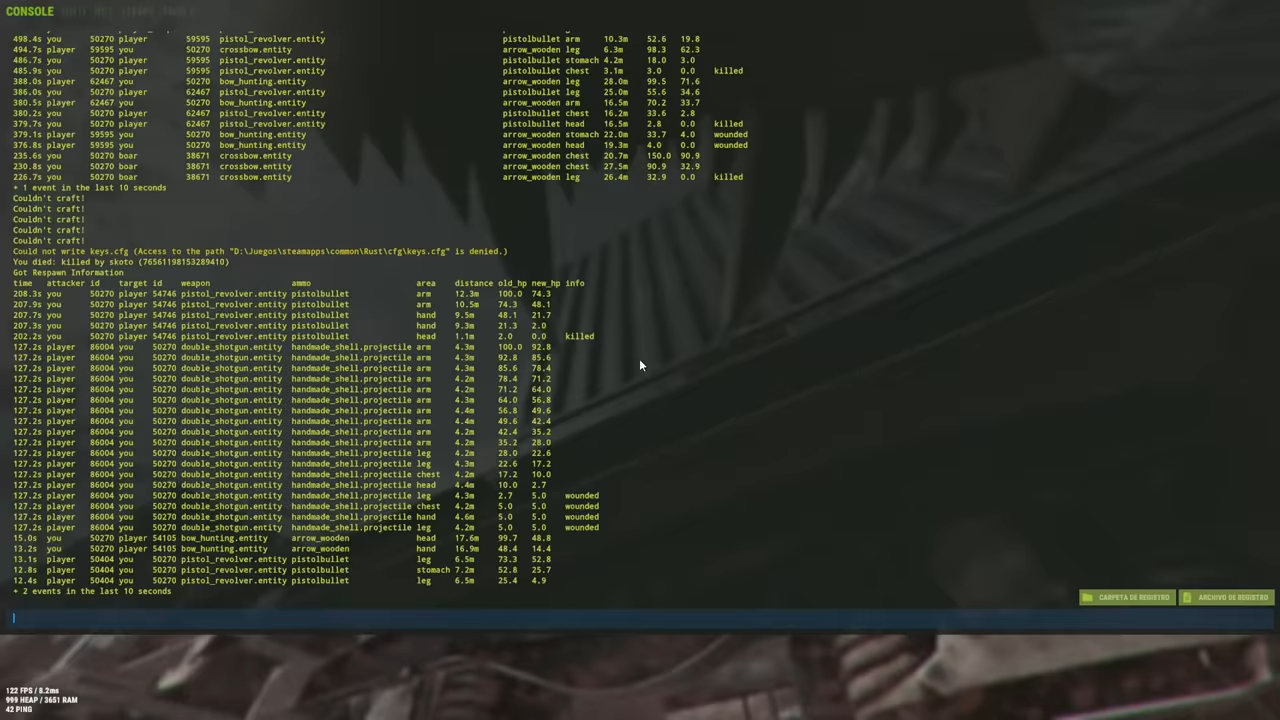 CONSOLE
498.4s you 50270 player 59595 pistol_revolver.entity pistolbullet arm 10.3m 52.6 19.8
494.7s player 59595 you 50270 crossbow.entity arrow_wooden leg 6.3m 98.3 62.3
486.7s you 50270 player 59595 pistol_revolver.entity pistolbullet stomach 4.2m 18.0 3.0
485.9s you 50270 player 59595 pistol_revolver.entity pistolbullet chest 3.1m 3.0 0.0 killed
388.0s player 62467 you 50270 bow_hunting.entity arrow_wooden leg 28.0m 99.5 71.6
386.0s you 50270 player 62467 pistol_revolver.entity pistolbullet leg 25.0m 55.6 34.6
380.5s player 62467 you 50270 bow_hunting.entity arrow_wooden arm 16.5m 70.2 33.7
380.2s you 50270 player 62467 pistol_revolver.entity pistolbullet chest 16.2m 33.6 2.8
379.7s you 50270 player 62467 pistol_revolver.entity pistolbullet head 16.5m 2.8 0.0 killed
379.1s player 59595 you 50270 bow_hunting.entity arrow_wooden stomach 22.0m 33.7 4.0 wounded
376.8s player 59595 you 50270 bow_hunting.entity arrow_wooden head 19.3m 4.0 0.0 wounded
235.6s you 50270 boar 38671 crossbow.entity arrow_wooden chest 20.7m 150.0 90.9
230.8s you 50270 boar 38671 crossbow.entity arrow_wooden chest 27.5m 90.9 32.9
226.7s you 50270 boar 38671 crossbow.entity arrow_wooden leg 26.4m 32.9 0.0 killed
+ 1 event in the last 10 seconds
Couldn't craft!
Couldn't craft!
Couldn't craft!
Couldn't craft!
Couldn't craft!
Could not write keys.cfg (Access to the path "D:\Juegos\steamapps\common\Rust\cfg\keys.cfg" is denied.)
You died: killed by skoto (76561198153289410)
Got Respawn Information
time attacker id target id weapon ammo area distance old_hp new_hp info
208.3s you 50270 player 54746 pistol_revolver.entity pistolbullet arm 12.3m 100.0 74.3
207.9s you 50270 player 54746 pistol_revolver.entity pistolbullet arm 10.5m 74.3 48.1
207.7s you 50270 player 54746 pistol_revolver.entity pistolbullet hand 9.5m 48.1 21.7
207.3s you 50270 player 54746 pistol_revolver.entity pistolbullet hand 9.3m 21.3 2.0
202.2s you 50270 player 54746 pistol_revolver.entity pistolbullet head 1.1m 2.0 0.0 killed
127.2s player 86004 you 50270 double_shotgun.entity handmade_shell.projectile arm 4.3m 100.0 92.8
127.2s player 86004 you 50270 double_shotgun.entity handmade_shell.projectile arm 4.3m 92.8 85.6
127.2s player 86004 you 50270 double_shotgun.entity handmade_shell.projectile arm 4.3m 85.6 78.4
127.2s player 86004 you 50270 double_shotgun.entity handmade_shell.projectile arm 4.2m 78.4 71.2
127.2s player 86004 you 50270 double_shotgun.entity handmade_shell.projectile arm 4.2m 71.2 64.0
127.2s player 86004 you 50270 double_shotgun.entity handmade_shell.projectile arm 4.3m 64.0 56.8
127.2s player 86004 you 50270 double_shotgun.entity handmade_shell.projectile arm 4.4m 56.8 49.6
127.2s player 86004 you 50270 double_shotgun.entity handmade_shell.projectile arm 4.4m 49.6 42.4
127.2s player 86004 you 50270 double_shotgun.entity handmade_shell.projectile arm 4.2m 42.4 35.2
127.2s player 86004 you 50270 double_shotgun.entity handmade_shell.projectile arm 4.2m 35.2 28.0
127.2s player 86004 you 50270 double_shotgun.entity handmade_shell.projectile leg 4.2m 28.0 22.6
127.2s player 86004 you 50270 double_shotgun.entity handmade_shell.projectile leg 4.3m 22.6 17.2
127.2s player 86004 you 50270 double_shotgun.entity handmade_shell.projectile chest 4.2m 17.2 10.0
127.2s player 86004 you 50270 double_shotgun.entity handmade_shell.projectile head 4.4m 10.0 2.7
127.2s player 86004 you 50270 double_shotgun.entity handmade_shell.projectile leg 4.3m 2.7 5.0 wounded
127.2s player 86004 you 50270 double_shotgun.entity handmade_shell.projectile chest 4.2m 5.0 5.0 wounded
127.2s player 86004 you 50270 double_shotgun.entity handmade_shell.projectile hand 4.6m 5.0 5.0 wounded
127.2s player 86004 you 50270 double_shotgun.entity handmade_shell.projectile leg 4.2m 5.0 5.0 wounded
15.0s you 50270 player 54105 bow_hunting.entity arrow_wooden head 17.6m 99.7 48.8
13.2s you 50270 player 54105 bow_hunting.entity arrow_wooden hand 16.9m 48.4 14.4
13.1s player 50404 you 50270 pistol_revolver.entity pistolbullet leg 6.5m 73.3 52.8
12.8s player 50404 you 50270 pistol_revolver.entity pistolbullet stomach 7.2m 52.8 25.7
12.4s player 50404 you 50270 pistol_revolver.entity pistolbullet leg 6.5m 25.4 4.9
+ 2 events in the last 10 seconds
CARPETA DE REGISTRO
ARCHIVO DE REGISTRO
122 FPS / 8.2ms
999 HEAP / 3651 RAM
42 PING